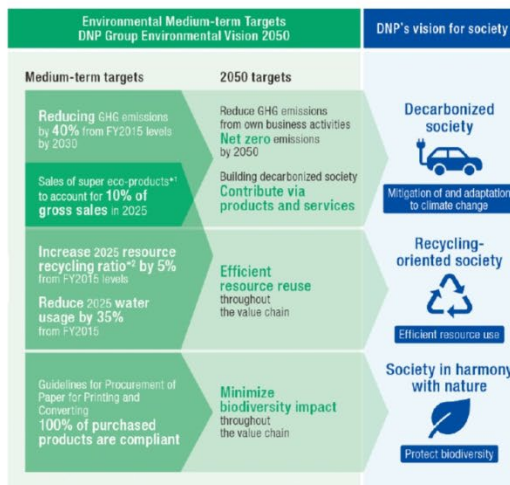 Environmental Medium-term Targets
DNP Group Environmental Vision 2050
DNP's vision for society
Medium-term targets
2050 targets
Reducing GHG emissions
by 40% from FY2015 levels
by 2030
Sales of super eco-products*1
to account for 10% of
gross sales in 2025
Reduce GHG emissions
from own business activities
Net zero emissions
by 2050
Building decarbonized society
Contribute via
products and services
Decarbonized
society
Mitigation of and adaptation
to climate change
Increase 2025 resource
recycling ratio*2 by 5%
from FY2015 levels
Reduce 2025 water
usage by 35%
from FY2015
Efficient
resource reuse
throughout
the value chain
Recycling-
oriented society
Efficient resource use
Guidelines for Procurement of
Paper for Printing and
Converting
100% of purchased
products are compliant
Minimize
biodiversity impact
throughout
the value chain
Society in harmony
with nature
Protect biodiversity